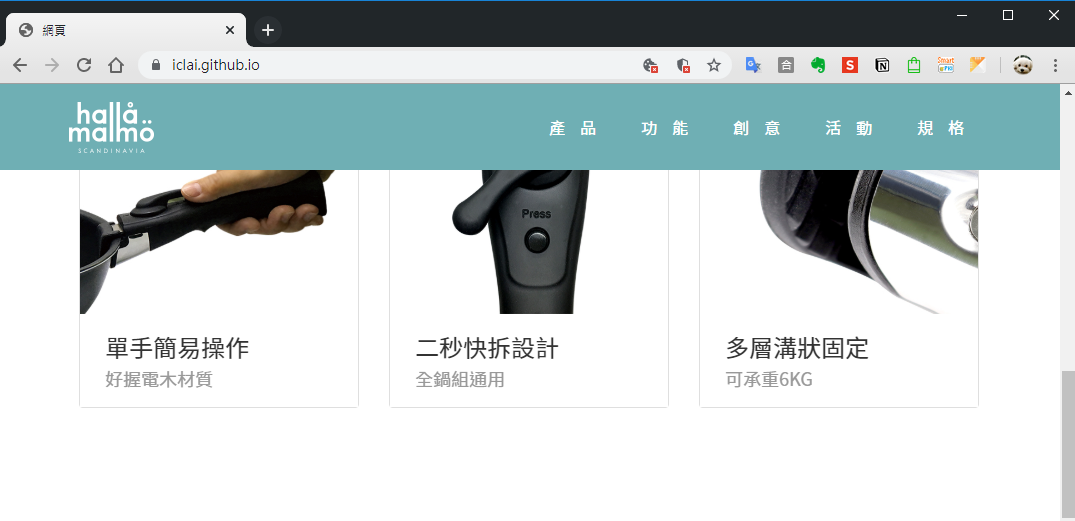 網頁
iclai.github.io
hallå
malmö
SCANDINAVIA
產品 功能 創意 活動 規格
Press
單手簡易操作
好握電木材質
二秒快拆設計
全鍋組通用
多層溝狀固定
可承重6KG